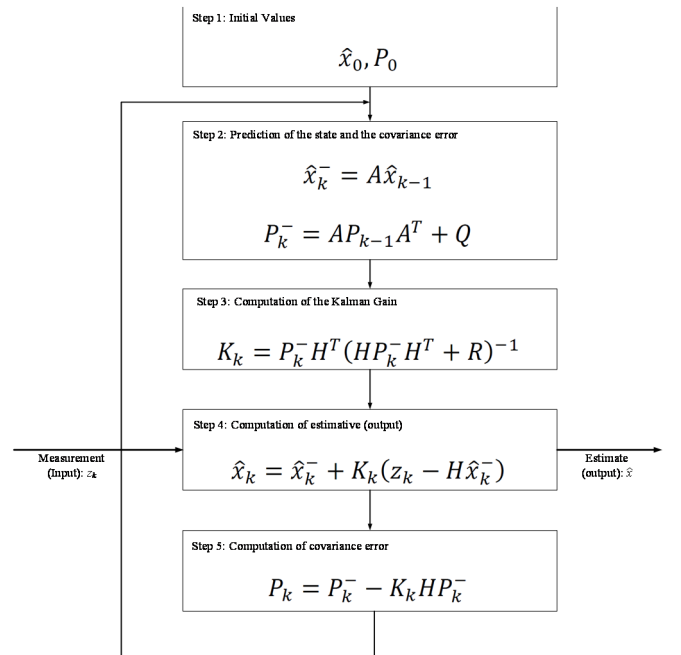 Step 1: Initial Values
x̂₀, P₀
Step 2: Prediction of the state and the covariance error
x̂ₖ⁻ = Ax̂ₖ₋₁
Pₖ⁻ = APₖ₋₁Aᵀ + Q
Step 3: Computation of the Kalman Gain
Kₖ = Pₖ⁻Hᵀ(HPₖ⁻Hᵀ + R)⁻¹
Step 4: Computation of estimative (output)
Measurement
(Input): zₖ
x̂ₖ = x̂ₖ⁻ + Kₖ(zₖ − Hx̂ₖ⁻)
Estimate
(output): x̂
Step 5: Computation of covariance error
Pₖ = Pₖ⁻ − KₖHPₖ⁻